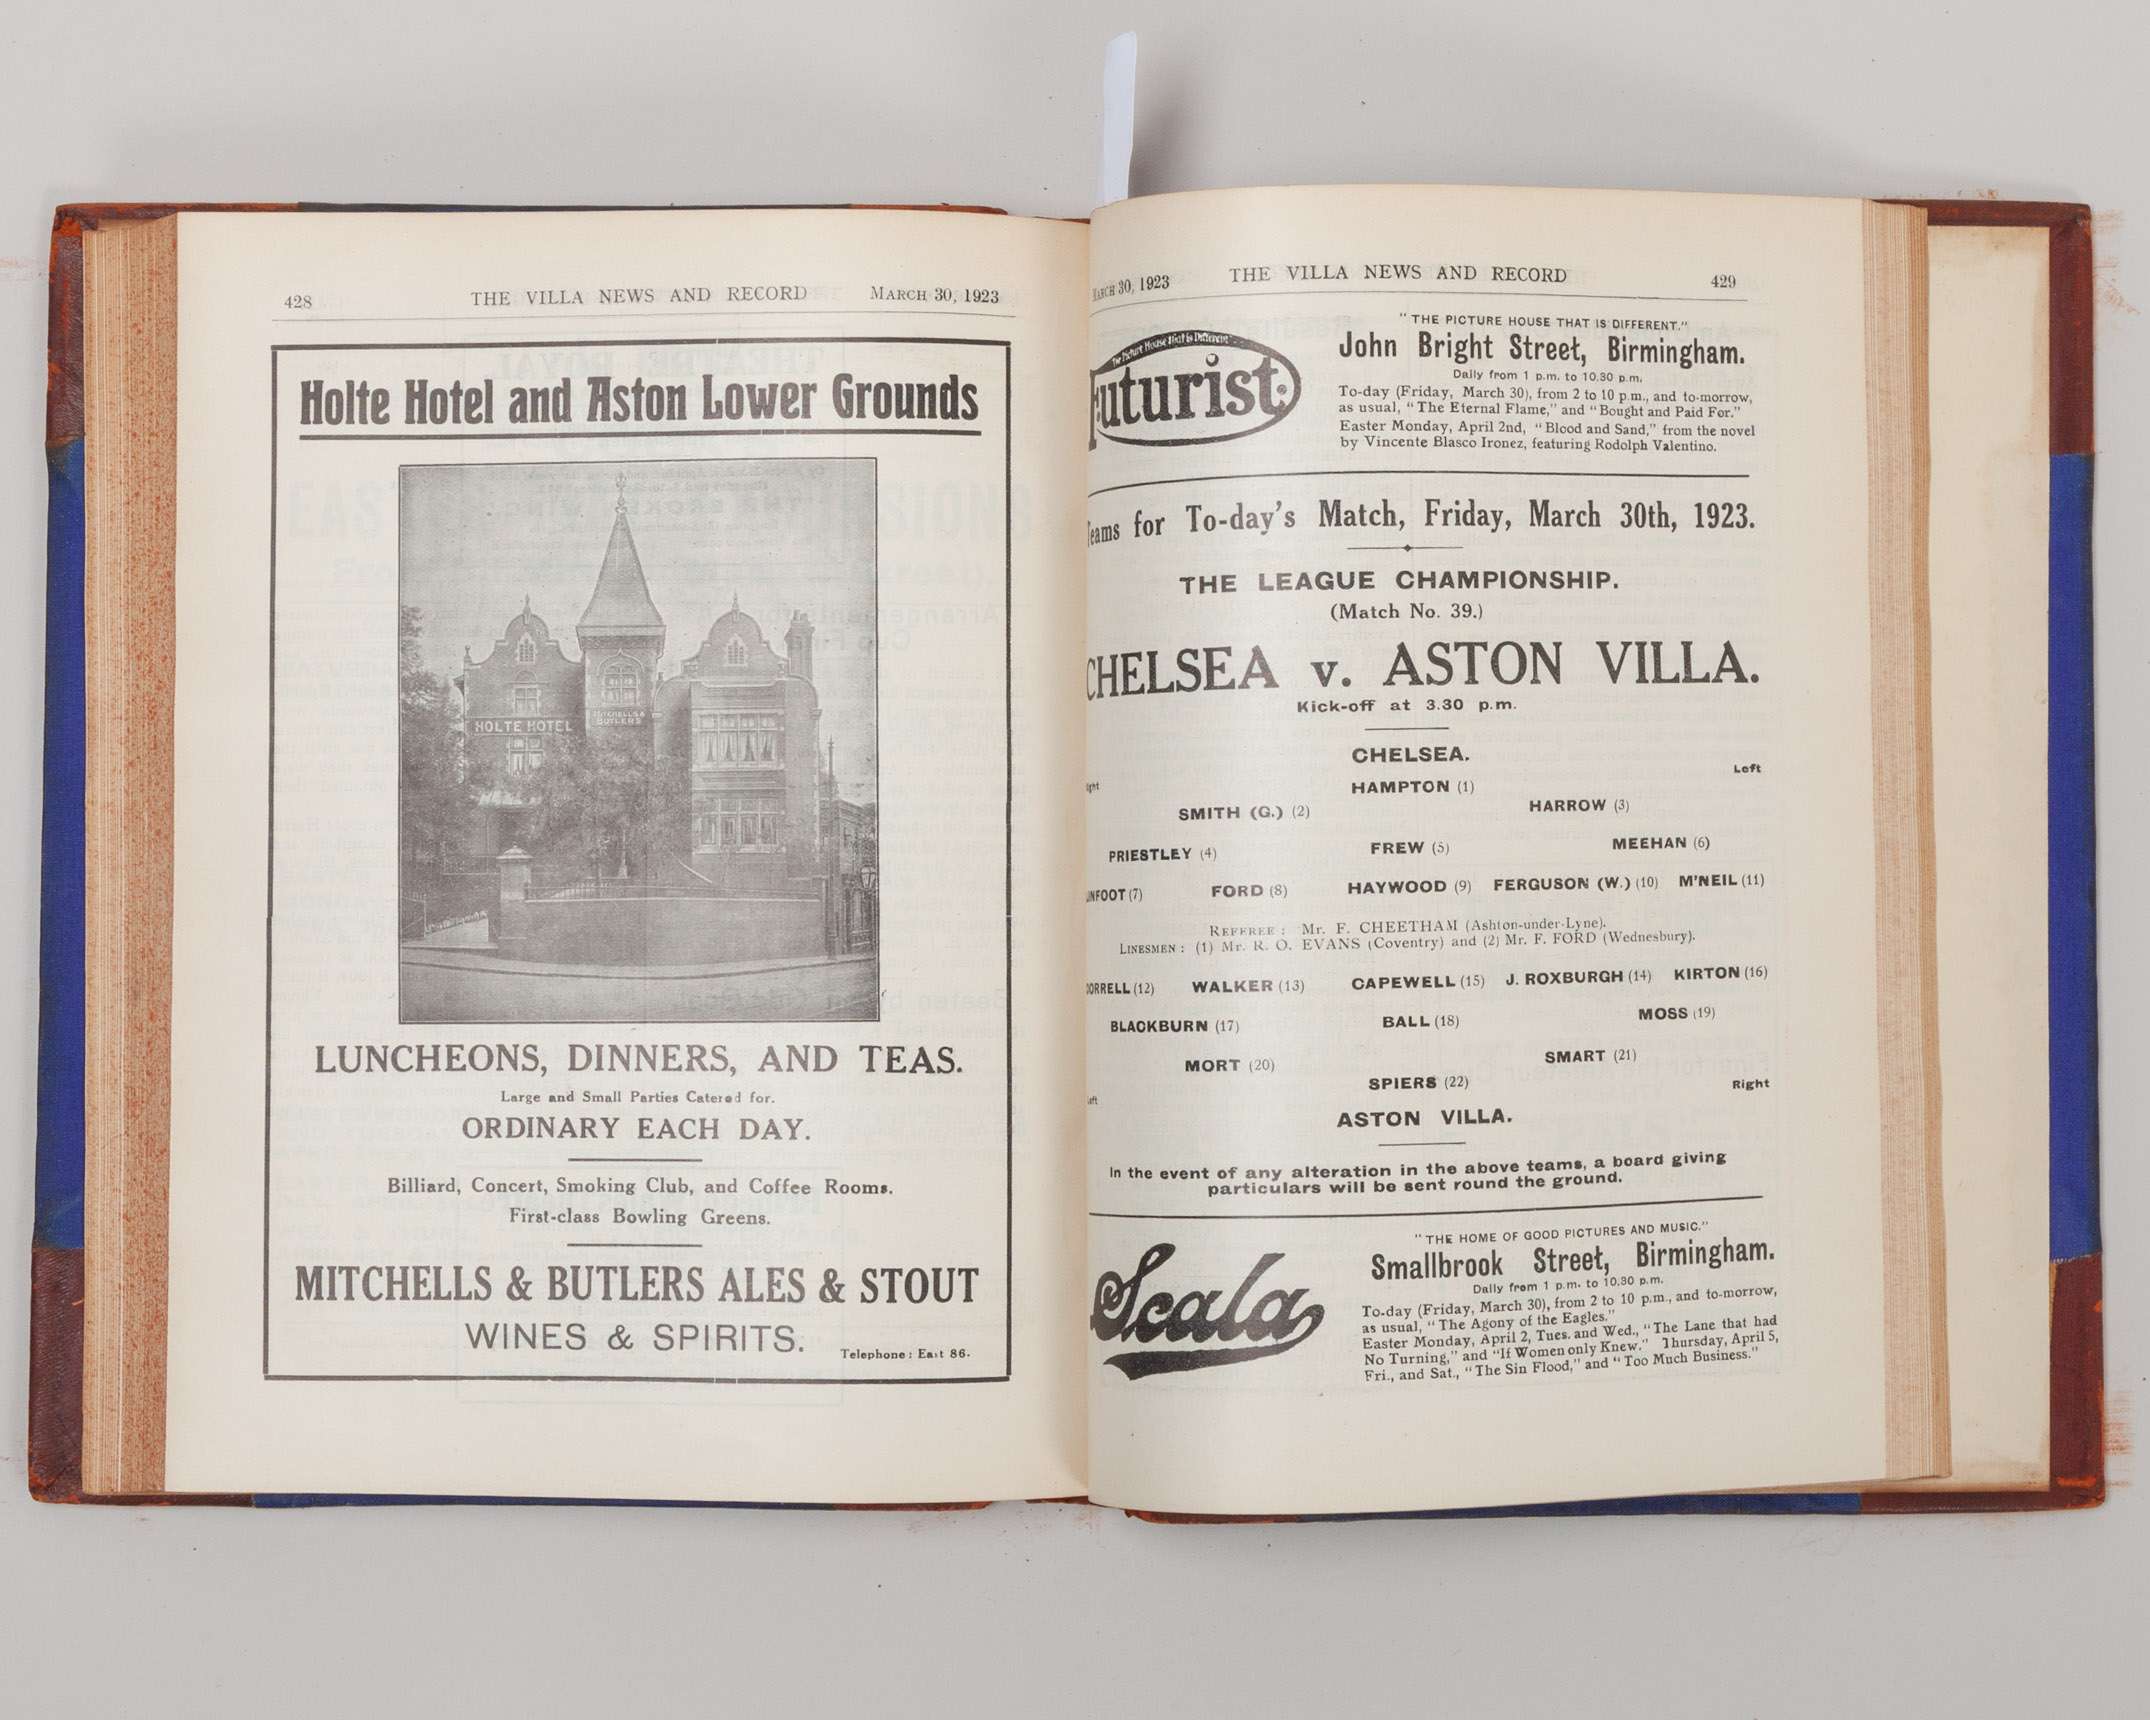 428 THE VILLA NEWS AND RECORD MARCH 30, 1923
Holte Hotel and Aston Lower Grounds
HOLTE HOTEL
MITCHELLS &
BUTLERS
LUNCHEONS, DINNERS, AND TEAS.
Large and Small Parties Catered for.
ORDINARY EACH DAY.
Billiard, Concert, Smoking Club, and Coffee Rooms.
First-class Bowling Greens.
MITCHELLS & BUTLERS ALES & STOUT
WINES & SPIRITS.
Telephone: East 86.
MARCH 30, 1923 THE VILLA NEWS AND RECORD 429
The Picture House that is Different
Futurist
"THE PICTURE HOUSE THAT IS DIFFERENT."
John Bright Street, Birmingham.
Daily from 1 p.m. to 10.30 p.m.
To-day (Friday, March 30), from 2 to 10 p.m., and to-morrow,
as usual, "The Eternal Flame," and "Bought and Paid For."
Easter Monday, April 2nd, "Blood and Sand," from the novel
by Vincente Blasco Ironez, featuring Rodolph Valentino.
Teams for To-day's Match, Friday, March 30th, 1923.
THE LEAGUE CHAMPIONSHIP.
(Match No. 39.)
CHELSEA v. ASTON VILLA.
Kick-off at 3.30 p.m.
CHELSEA.
Left
ight
HAMPTON (1)
SMITH (G.) (2) HARROW (3)
PRIESTLEY (4) FREW (5) MEEHAN (6)
NFOOT (7) FORD (8) HAYWOOD (9) FERGUSON (W.) (10) M'NEIL (11)
REFEREE: Mr. F. CHEETHAM (Ashton-under-Lyne).
LINESMEN: (1) Mr. R. O. EVANS (Coventry) and (2) Mr. F. FORD (Wednesbury).
ORRELL (12) WALKER (13) CAPEWELL (15) J. ROXBURGH (14) KIRTON (16)
BLACKBURN (17) BALL (18) MOSS (19)
MORT (20) SMART (21)
SPIERS (22)
eft Right
ASTON VILLA.
In the event of any alteration in the above teams, a board giving
particulars will be sent round the ground.
Scala
"THE HOME OF GOOD PICTURES AND MUSIC."
Smallbrook Street, Birmingham.
Daily from 1 p.m. to 10.30 p.m.
To-day (Friday, March 30), from 2 to 10 p.m., and to-morrow,
as usual, "The Agony of the Eagles."
Easter Monday, April 2, Tues. and Wed., "The Lane that had
No Turning," and "If Women only Knew." Thursday, April 5,
Fri., and Sat., "The Sin Flood," and "Too Much Business."